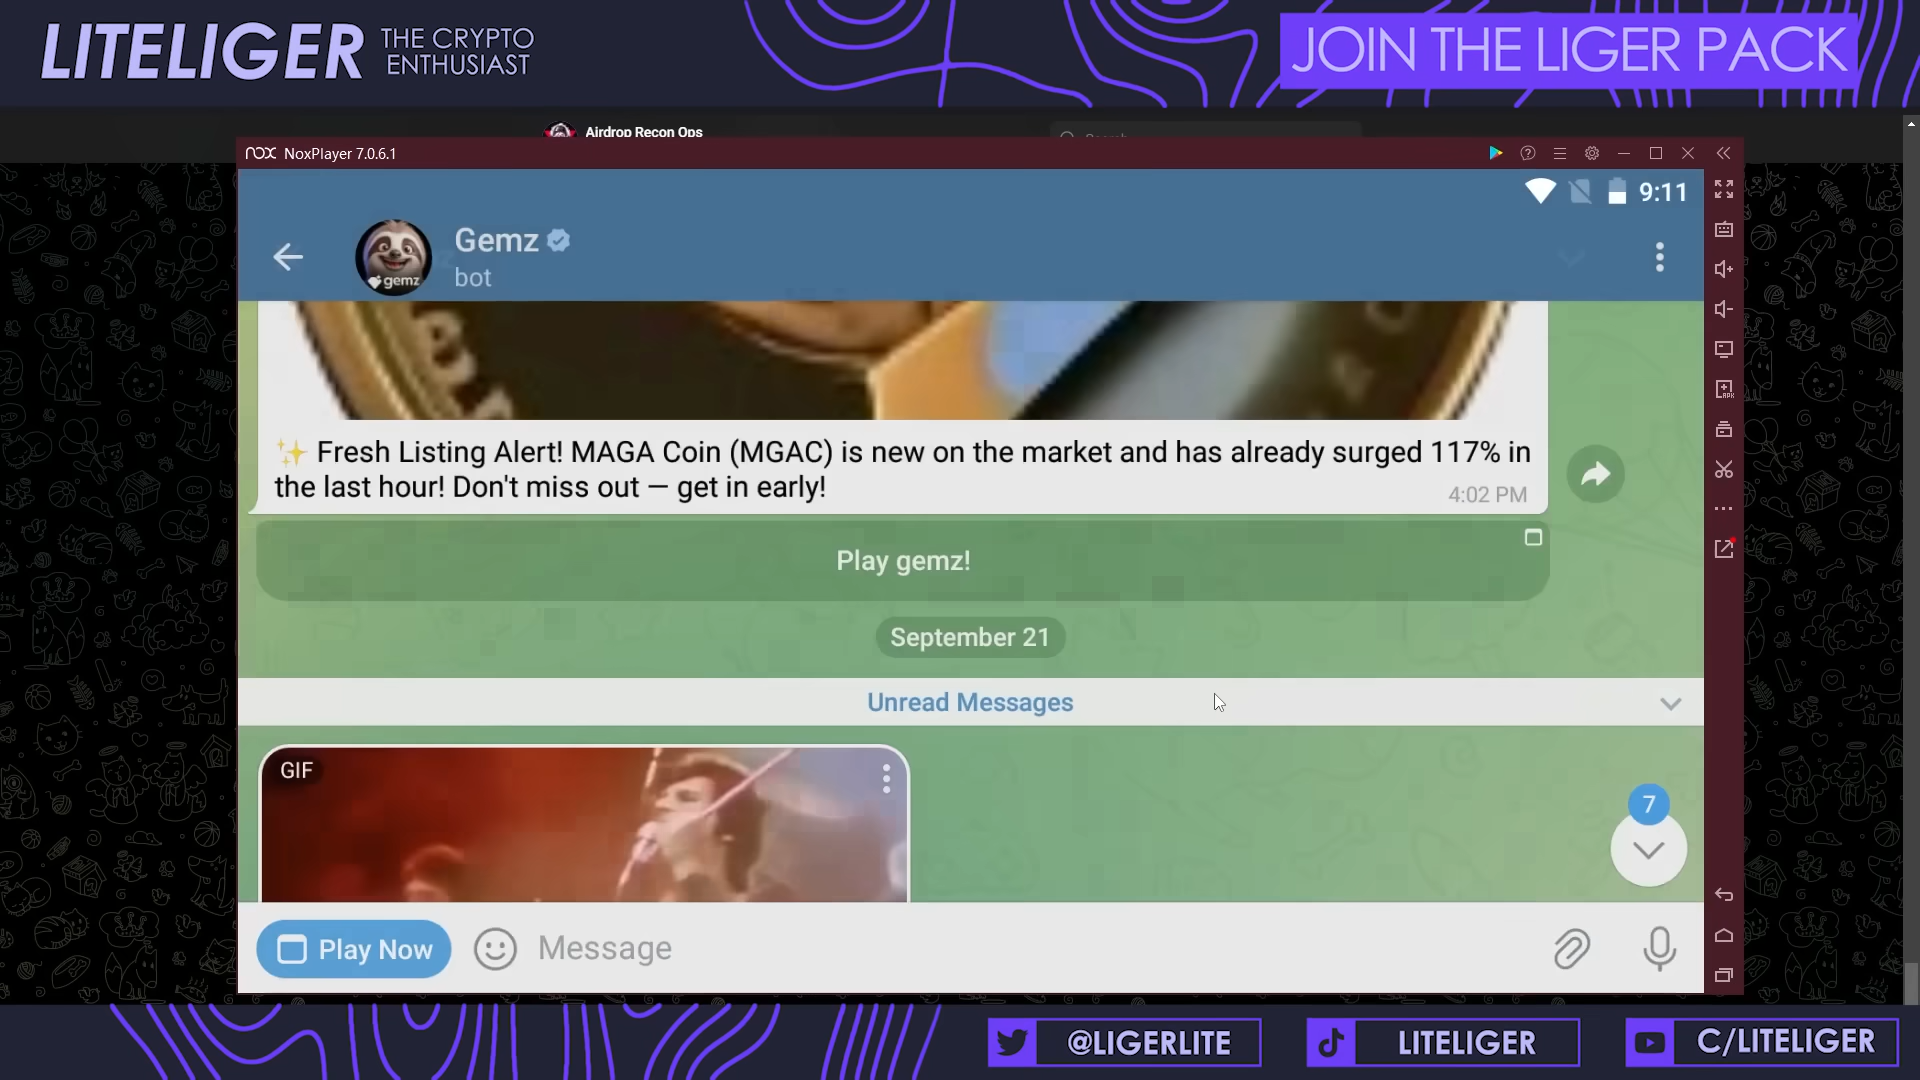 LITELIGER
THE CRYPTO
ENTHUSIAST
JOIN THE LIGER PACK
Airdrop Recon Ops
Search
nox NoxPlayer 7.0.6.1
9:11
Gemz
bot
gemz
✨ Fresh Listing Alert! MAGA Coin (MGAC) is new on the market and has already surged 117% in
the last hour! Don't miss out — get in early!
4:02 PM
Play gemz!
September 21
Unread Messages
GIF
7
Play Now
Message
@LIGERLITE
LITELIGER
C/LITELIGER